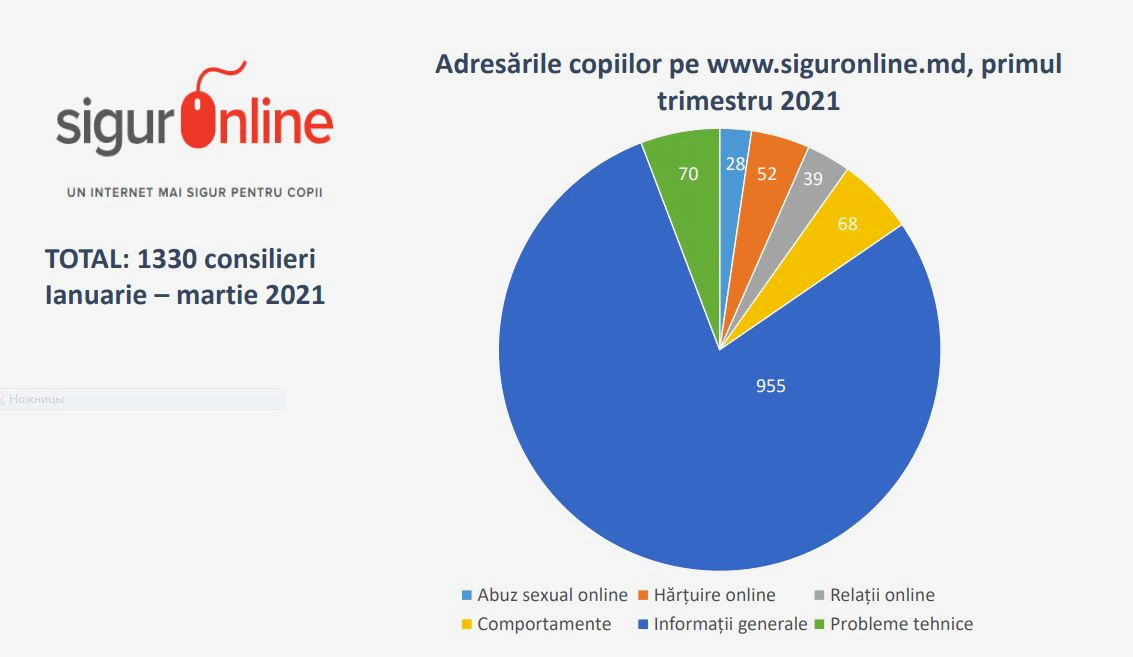 sigurOnline
UN INTERNET MAI SIGUR PENTRU COPII
TOTAL: 1330 consilieri
Ianuarie – martie 2021
Ножницы
Adresările copiilor pe www.siguronline.md, primul
trimestru 2021
70
28
52
39
68
955
Abuz sexual online
Hărțuire online
Relații online
Comportamente
Informații generale
Probleme tehnice